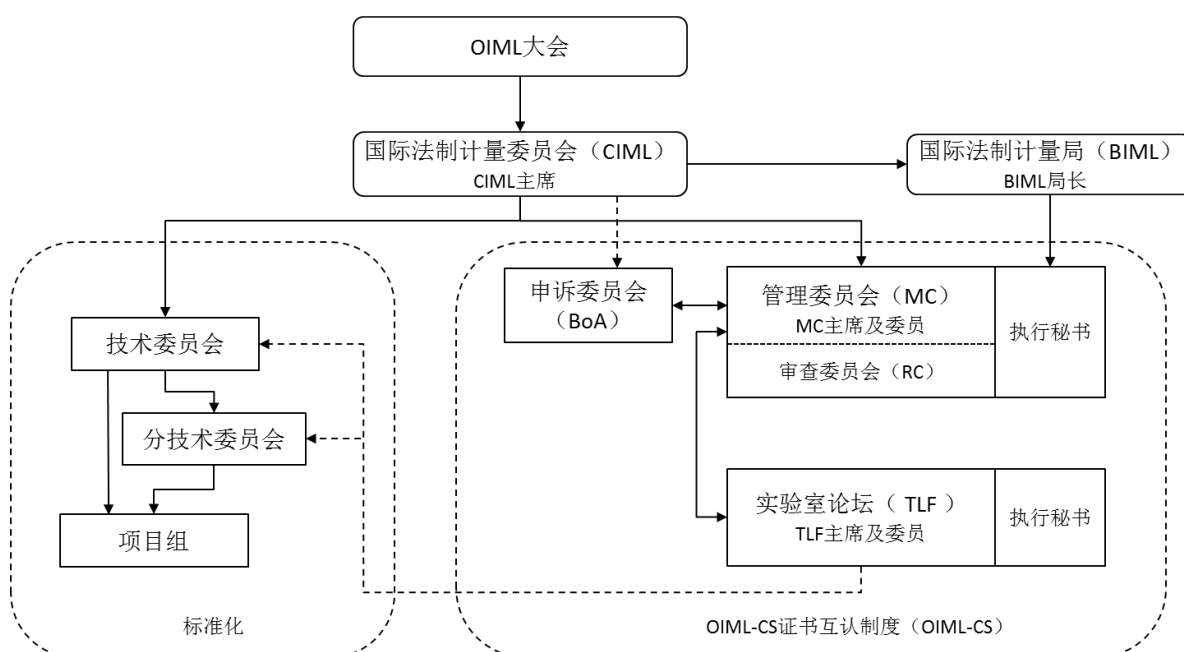 OIML大会
国际法制计量委员会（CIML）
CIML主席
国际法制计量局（BIML）
BIML局长
申诉委员会
（BoA）
管理委员会（MC）
MC主席及委员
审查委员会（RC）
执行秘书
技术委员会
分技术委员会
项目组
实验室论坛（ TLF ）
TLF主席及委员
执行秘书
标准化
OIML-CS证书互认制度（OIML-CS）